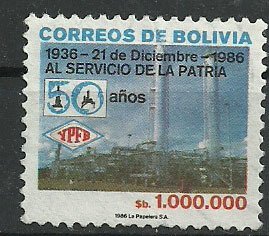 CORREOS DE BOLIVIA
1936 - 21 de Diciembre - 1986
AL SERVICIO DE LA PATRIA
50 años
YPFB
$b. 1.000.000
1986 La Papelera S.A.